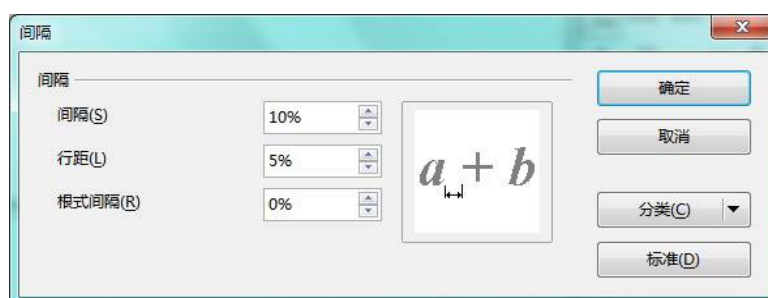 间隔
间隔
间隔(S) 10%
行距(L) 5%
根式间隔(R) 0%
a + b
确定
取消
分类(C)
标准(D)